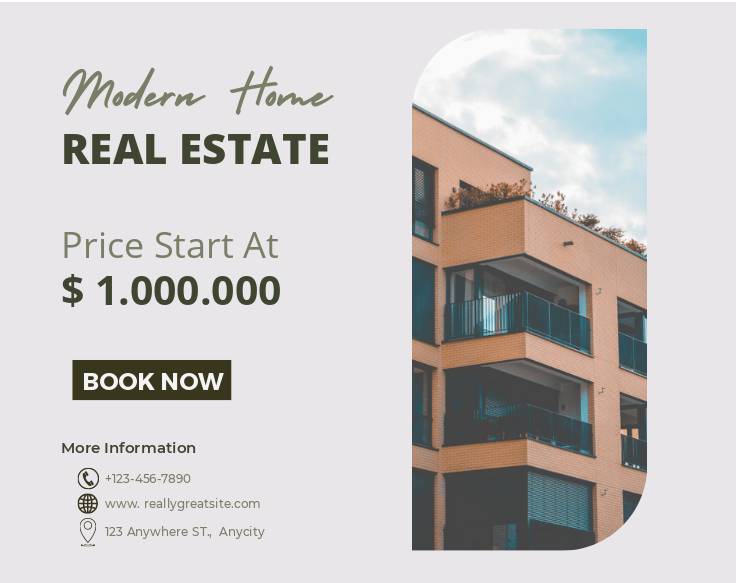 Modern Home
REAL ESTATE
Price Start At
$ 1.000.000
BOOK NOW
More Information
+123-456-7890
www. reallygreatsite.com
123 Anywhere ST., Anycity